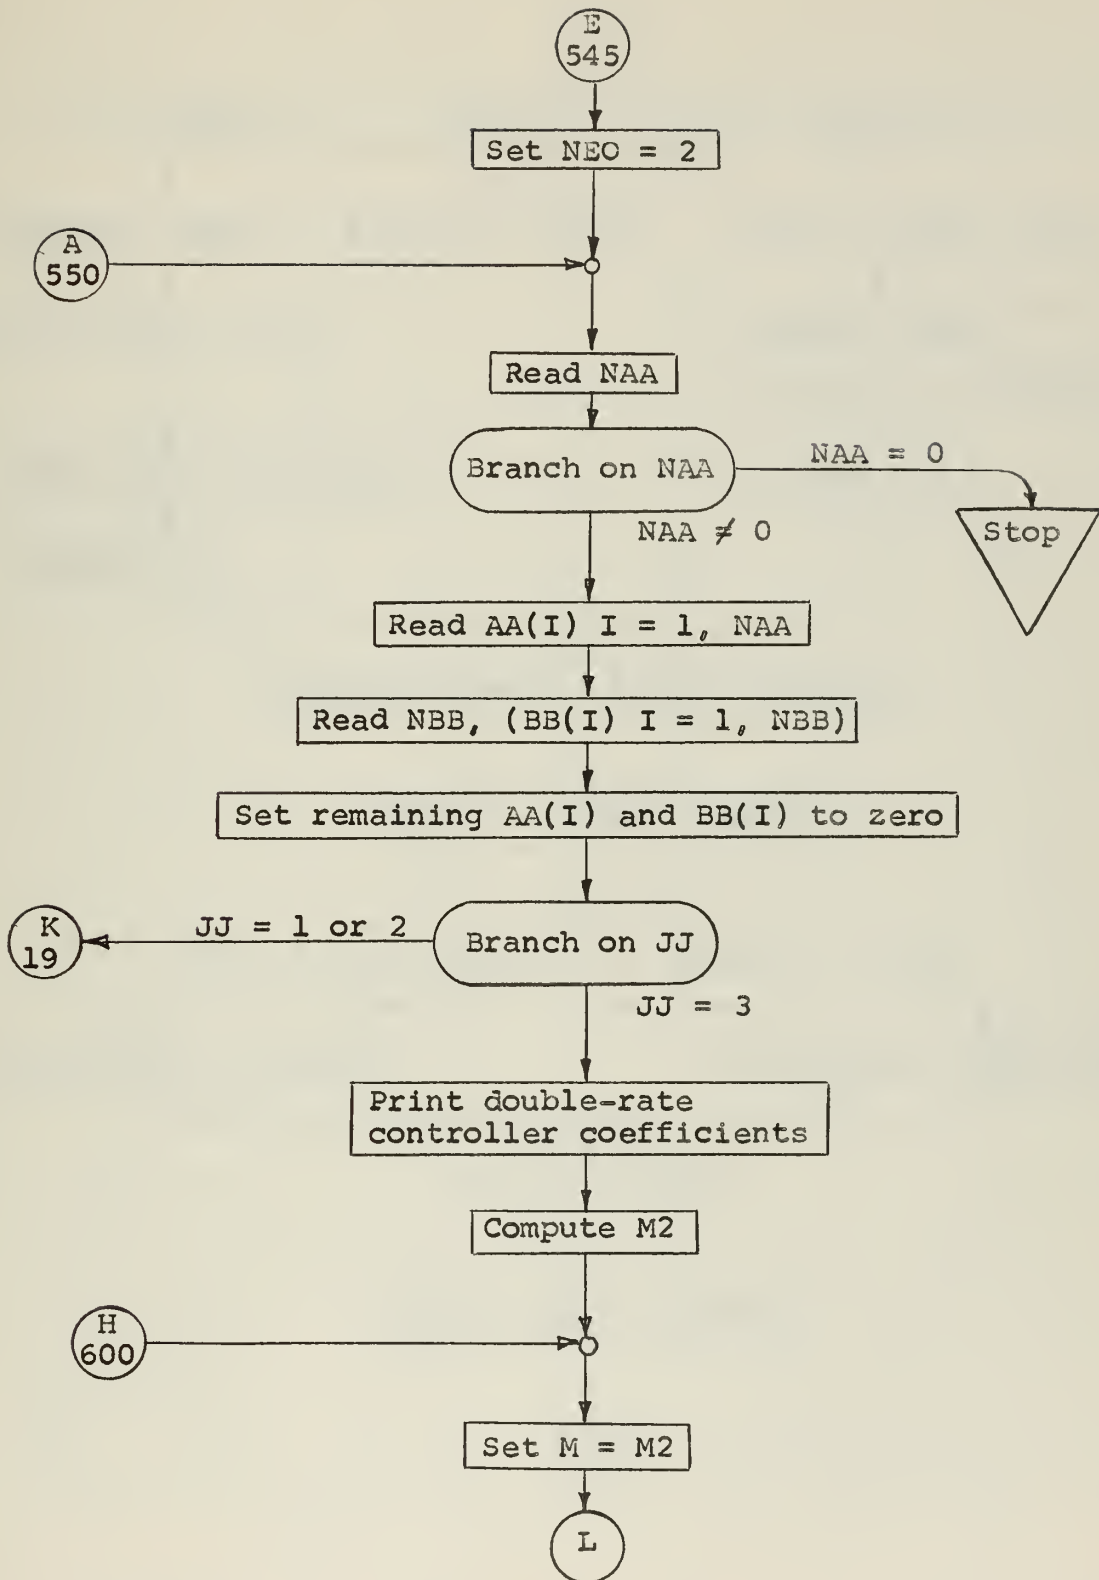 E
545
Set NEO = 2
A
550
Read NAA
Branch on NAA
NAA = 0
NAA ≠ 0
Stop
Read AA(I) I = 1, NAA
Read NBB, (BB(I) I = 1, NBB)
Set remaining AA(I) and BB(I) to zero
K
19
JJ = 1 or 2
Branch on JJ
JJ = 3
Print double-rate
controller coefficients
Compute M2
H
600
Set M = M2
L